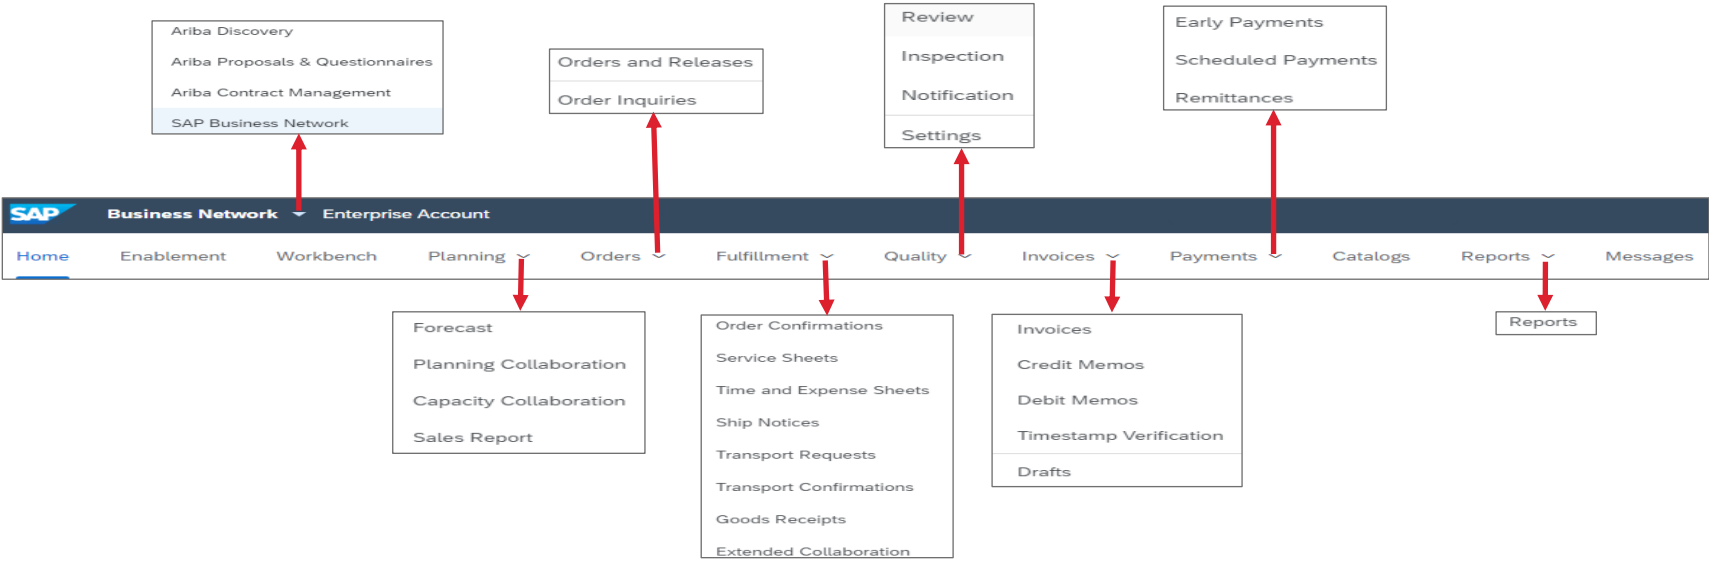 Ariba Discovery
Ariba Proposals & Questionnaires
Ariba Contract Management
SAP Business Network
Orders and Releases
Order Inquiries
Review
Inspection
Notification
Settings
Early Payments
Scheduled Payments
Remittances
SAP Business Network Enterprise Account
Home Enablement Workbench Planning Orders Fulfillment Quality Invoices Payments Catalogs Reports Messages
Forecast
Planning Collaboration
Capacity Collaboration
Sales Report
Order Confirmations
Service Sheets
Time and Expense Sheets
Ship Notices
Transport Requests
Transport Confirmations
Goods Receipts
Extended Collaboration
Invoices
Credit Memos
Debit Memos
Timestamp Verification
Drafts
Reports